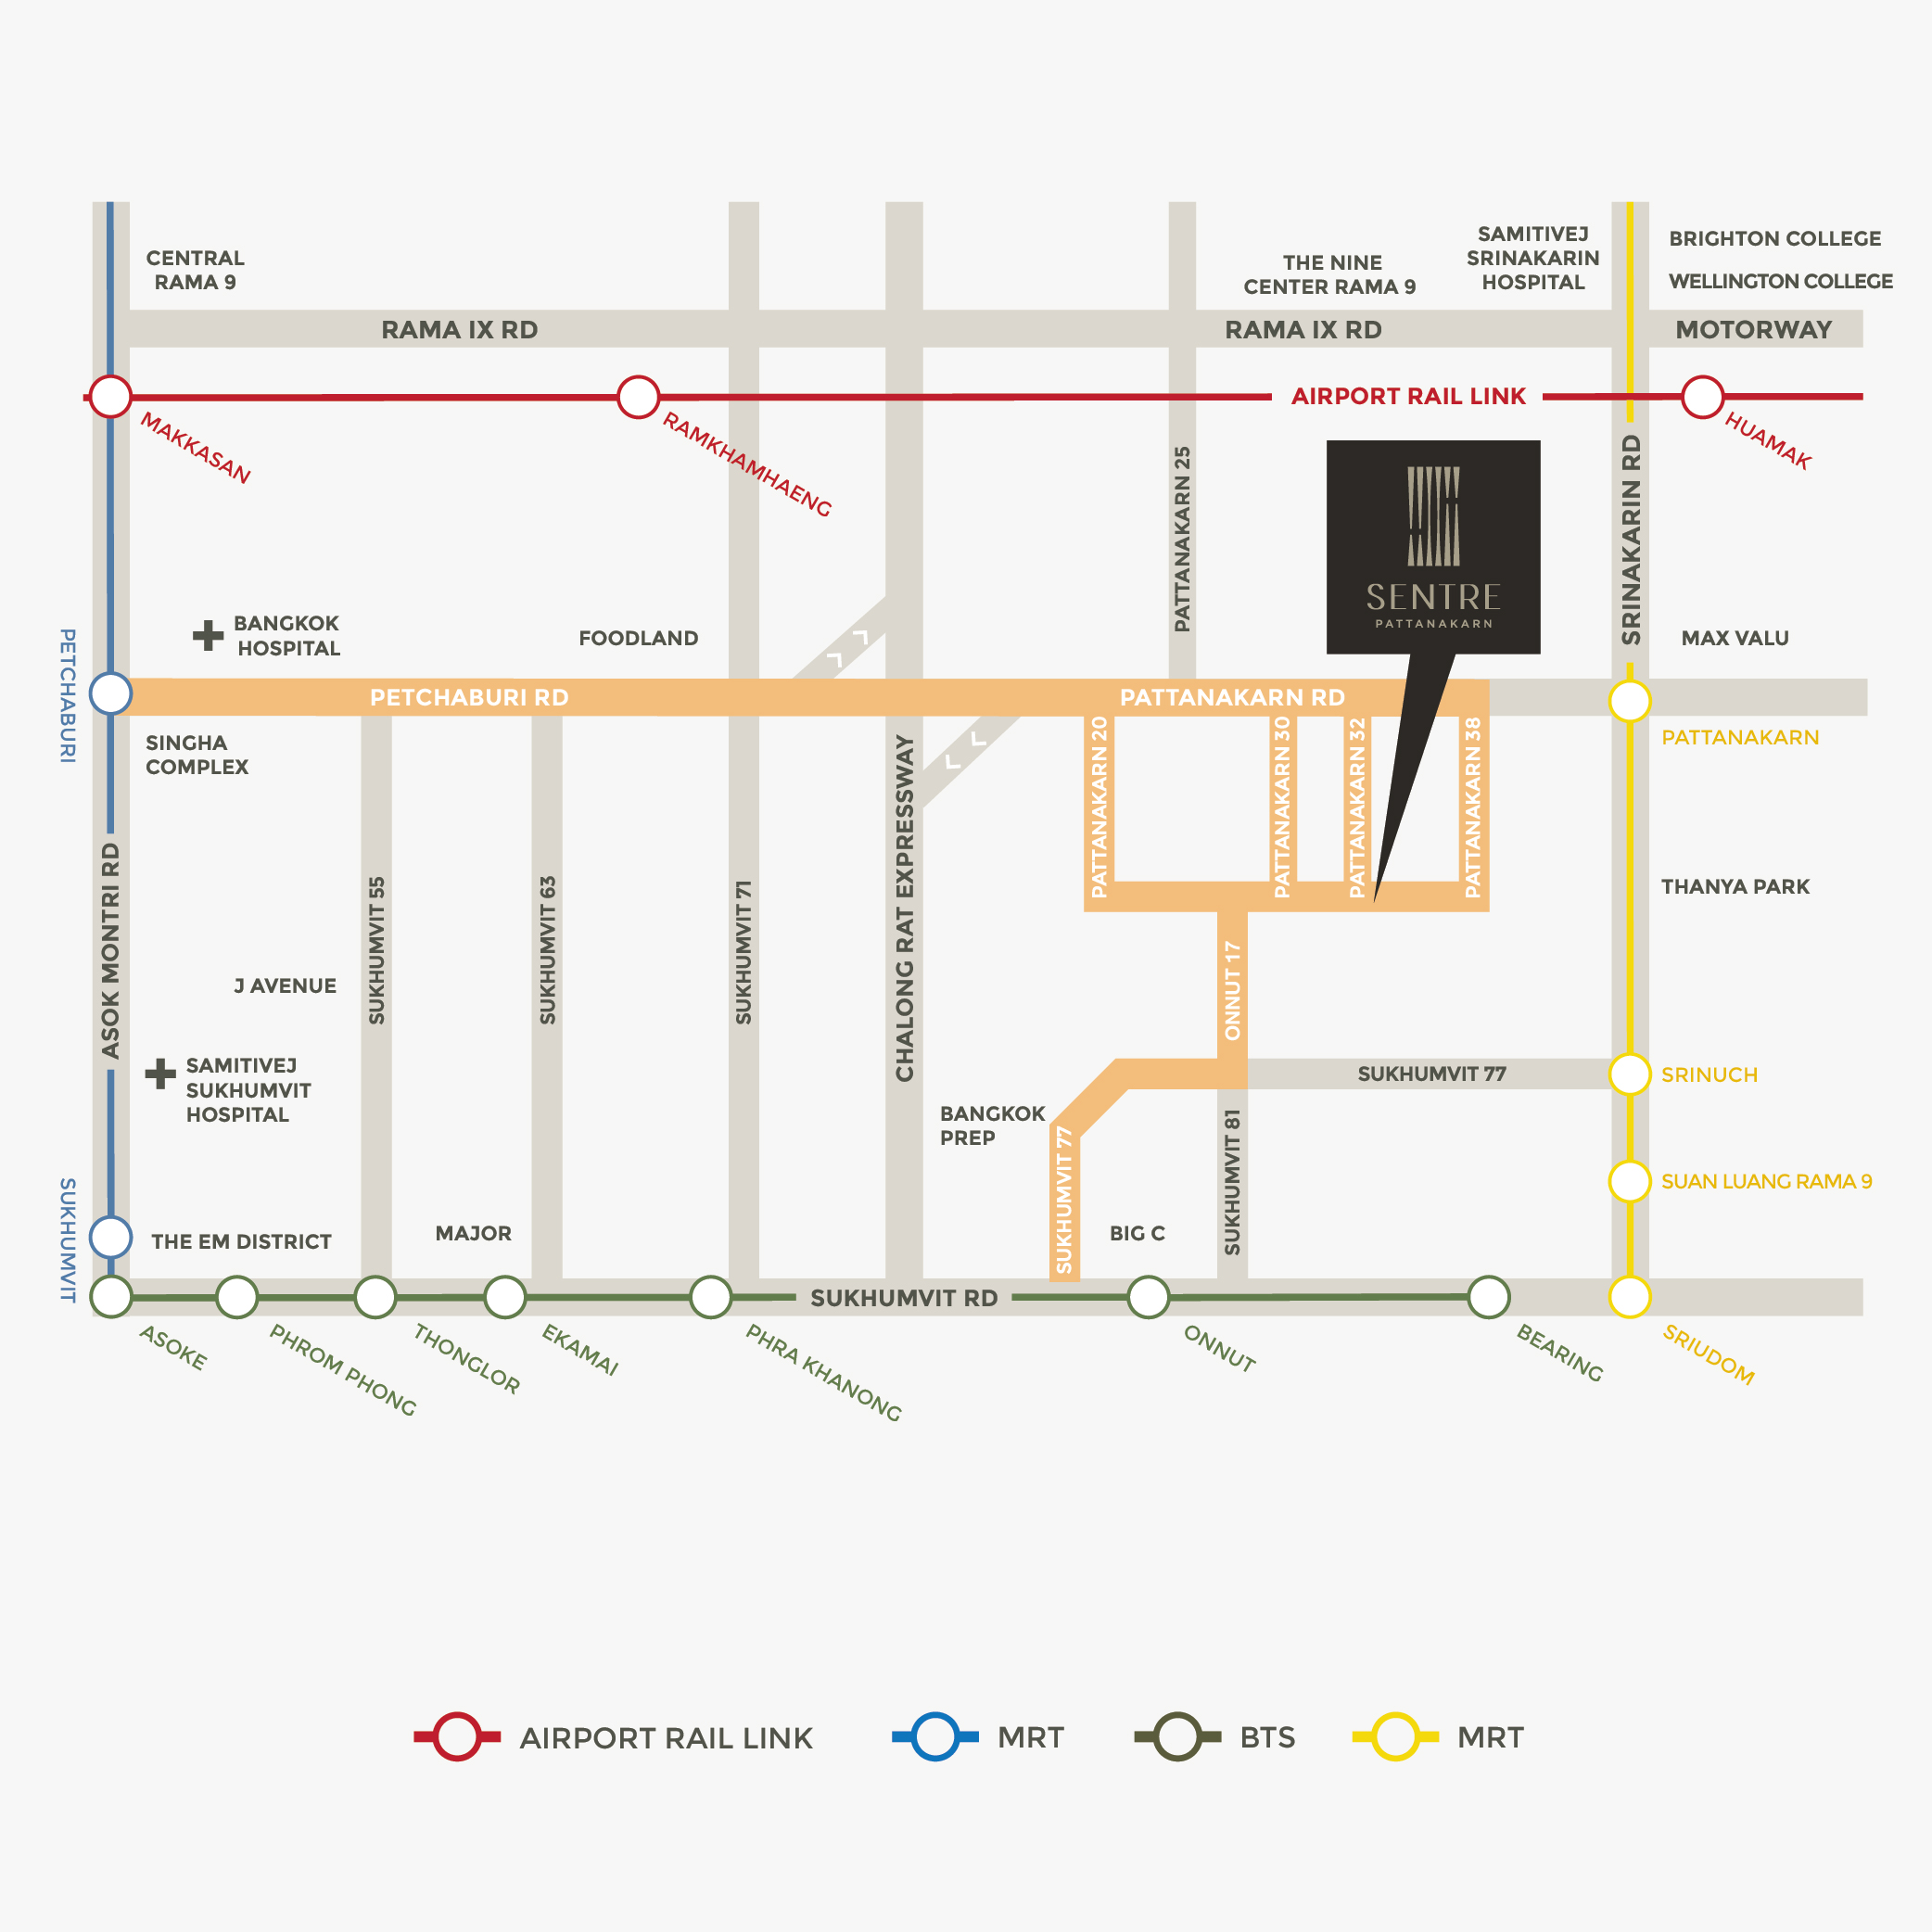 CENTRAL
RAMA 9
THE NINE
CENTER RAMA 9
SAMITIVEJ
SRINAKARIN
HOSPITAL
BRIGHTON COLLEGE
WELLINGTON COLLEGE
RAMA IX RD
RAMA IX RD
MOTORWAY
AIRPORT RAIL LINK
MAKKASAN
RAMKHAMHAENG
HUAMAK
PATTANAKARN 25
SRINAKARIN RD
SENTRE
PATTANAKARN
PETCHABURI
BANGKOK
HOSPITAL
FOODLAND
MAX VALU
PETCHABURI RD
PATTANAKARN RD
PATTANAKARN
SINGHA
COMPLEX
PATTANAKARN 20
PATTANAKARN 30
PATTANAKARN 32
PATTANAKARN 38
ASOK MONTRI RD
SUKHUMVIT 55
SUKHUMVIT 63
SUKHUMVIT 71
CHALONG RAT EXPRESSWAY
THANYA PARK
J AVENUE
ONNUT 17
SAMITIVEJ
SUKHUMVIT
HOSPITAL
SUKHUMVIT 77
SRINUCH
BANGKOK
PREP
SUKHUMVIT 77
SUKHUMVIT 81
SUAN LUANG RAMA 9
SUKHUMVIT
THE EM DISTRICT
MAJOR
BIG C
SUKHUMVIT RD
ASOKE
PHROM PHONG
THONGLOR
EKAMAI
PHRA KHANONG
ONNUT
BEARING
SRIUDOM
AIRPORT RAIL LINK
MRT
BTS
MRT